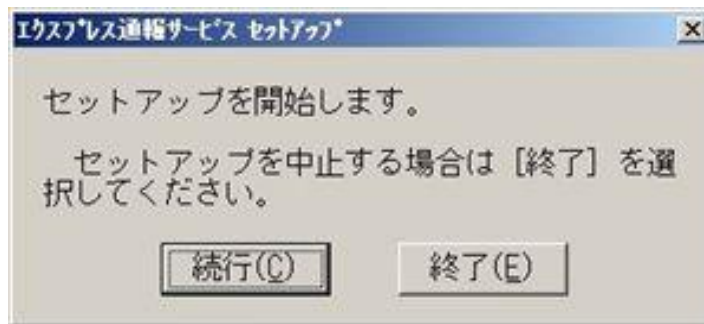 ｴｸｽﾌﾟﾚｽ通報ｻｰﾋﾞｽ ｾｯﾄｱｯﾌﾟ
セットアップを開始します。
　セットアップを中止する場合は［終了］を選
択してください。
続行(C)
終了(E)